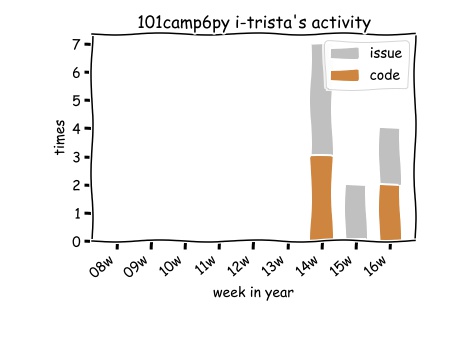 101camp6py i-trista's activity
issue
code
7
6
5
4
3
2
1
0
times
08w 09w 10w 11w 12w 13w 14w 15w 16w
week in year